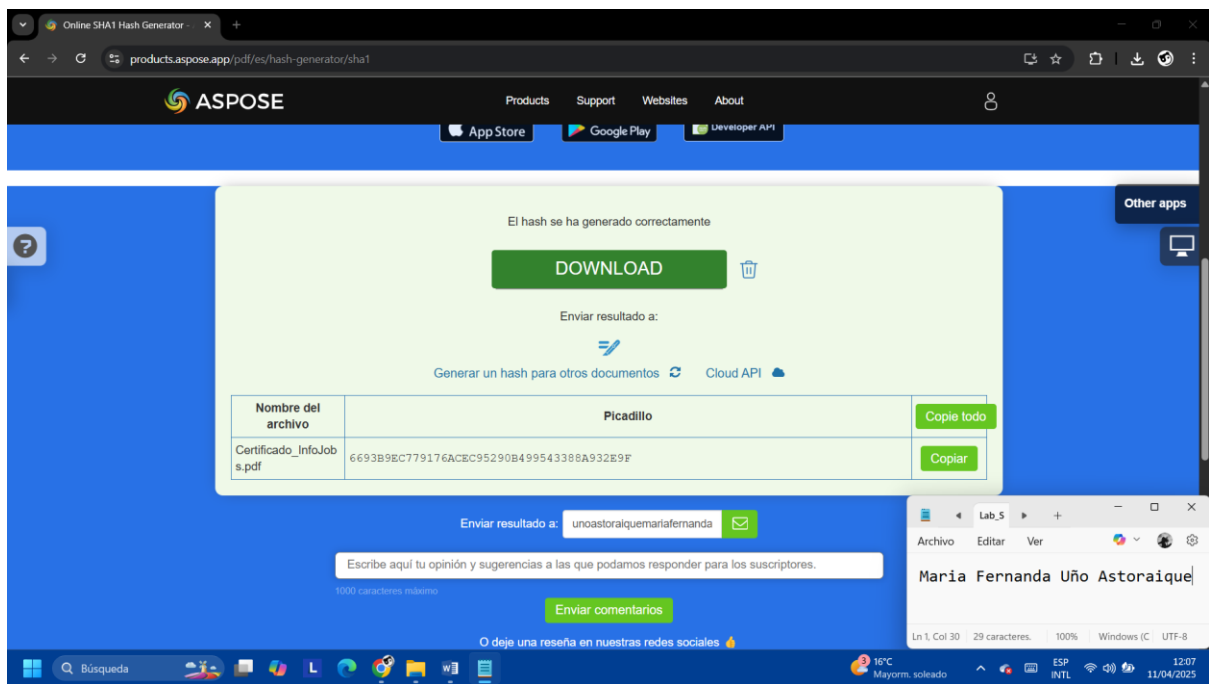 Online SHA1 Hash Generator -
products.aspose.app/pdf/es/hash-generator/sha1
ASPOSE
Products Support Websites About
App Store Google Play Developer API
Other apps
El hash se ha generado correctamente
DOWNLOAD
Enviar resultado a:
Generar un hash para otros documentos Cloud API
Nombre del
archivo
Picadillo
Copie todo
Certificado_InfoJob
s.pdf
6693B9EC779176ACEC95290B499543388A932E9F
Copiar
Enviar resultado a: unoastoraiquemariafernanda
Escribe aquí tu opinión y sugerencias a las que podamos responder para los suscriptores.
1000 caracteres máximo
Enviar comentarios
O deje una reseña en nuestras redes sociales 👍
Lab_S
Archivo Editar Ver
Maria Fernanda Uño Astoraique
Ln 1, Col 30 29 caracteres. 100% Windows (C UTF-8
Búsqueda
3 16°C
Mayorm. soleado
ESP
INTL
12:07
11/04/2025